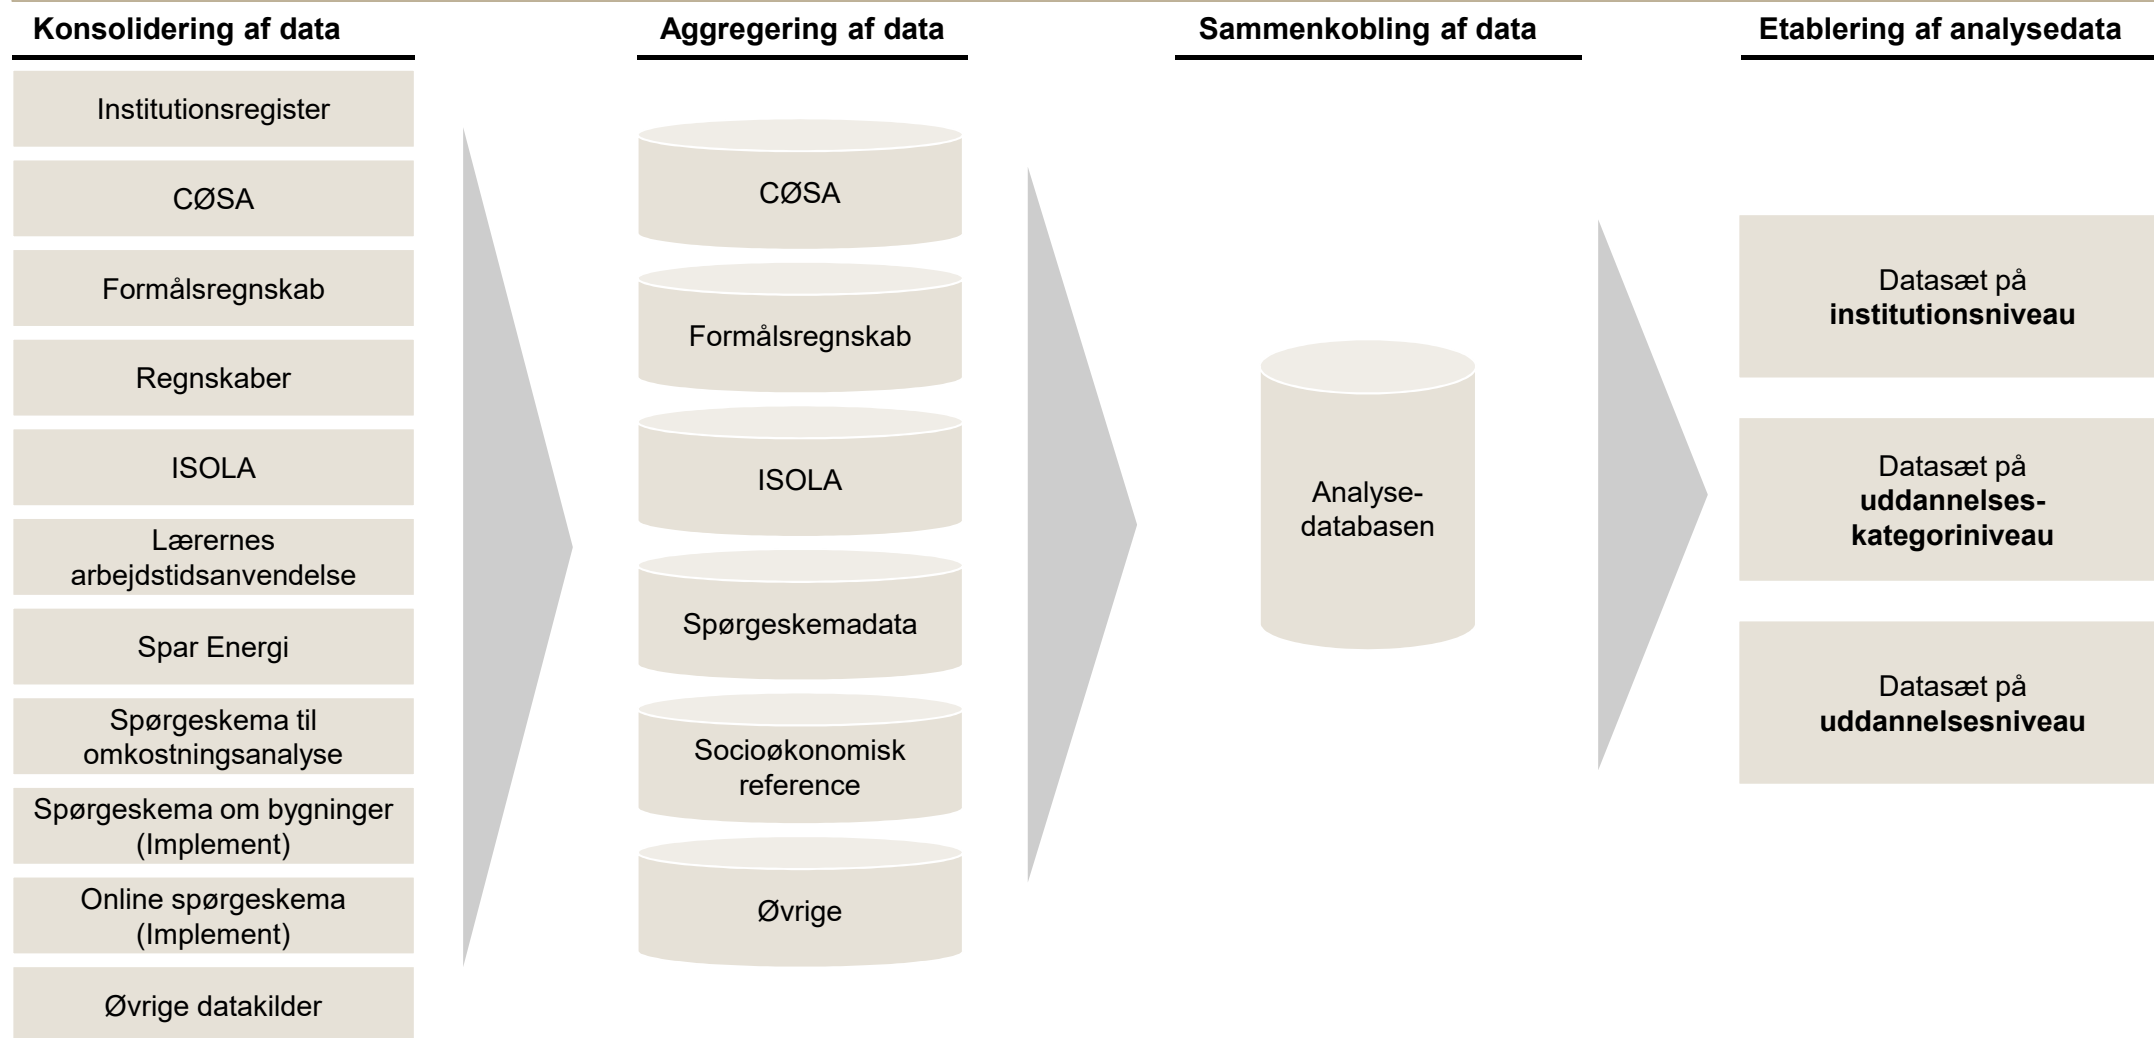 Konsolidering af data
Institutionsregister
CØSA
Formålsregnskab
Regnskaber
ISOLA
Lærernes
arbejdstidsanvendelse
Spar Energi
Spørgeskema til
omkostningsanalyse
Spørgeskema om bygninger
(Implement)
Online spørgeskema
(Implement)
Øvrige datakilder
Aggregering af data
CØSA
Formålsregnskab
ISOLA
Spørgeskemadata
Socioøkonomisk
reference
Øvrige
Sammenkobling af data
Analyse-
databasen
Etablering af analysedata
Datasæt på
institutionsniveau
Datasæt på
uddannelses-
kategoriniveau
Datasæt på
uddannelsesniveau